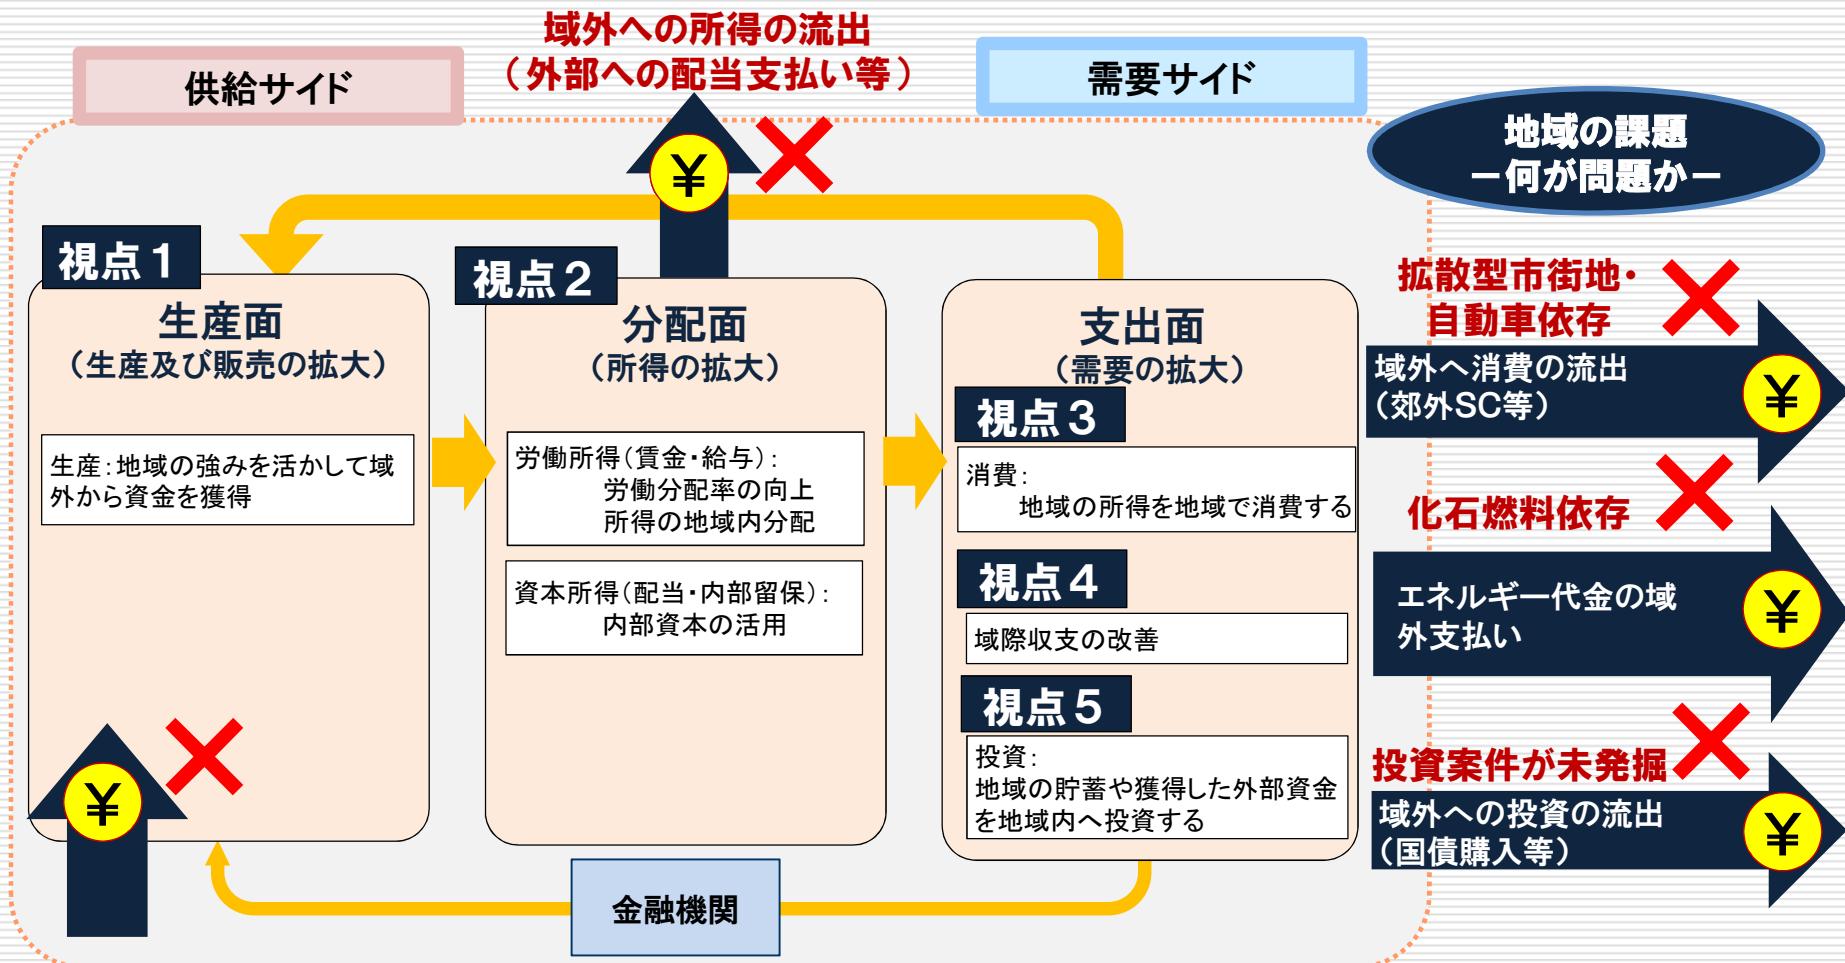 域外への所得の流出
（外部への配当支払い等）
供給サイド
需要サイド
地域の課題
－何が問題か－
¥
視点１
生産面
（生産及び販売の拡大）
生産：地域の強みを活かして域
外から資金を獲得
¥
視点２
分配面
（所得の拡大）
労働所得（賃金・給与）：
労働分配率の向上
所得の地域内分配
資本所得（配当・内部留保）：
内部資本の活用
支出面
（需要の拡大）
視点３
消費：
地域の所得を地域で消費する
視点４
域際収支の改善
視点５
投資：
地域の貯蓄や獲得した外部資金
を地域内へ投資する
金融機関
拡散型市街地・
自動車依存
域外へ消費の流出
（郊外SC等）
¥
化石燃料依存
エネルギー代金の域
外支払い
¥
投資案件が未発掘
域外への投資の流出
（国債購入等）
¥